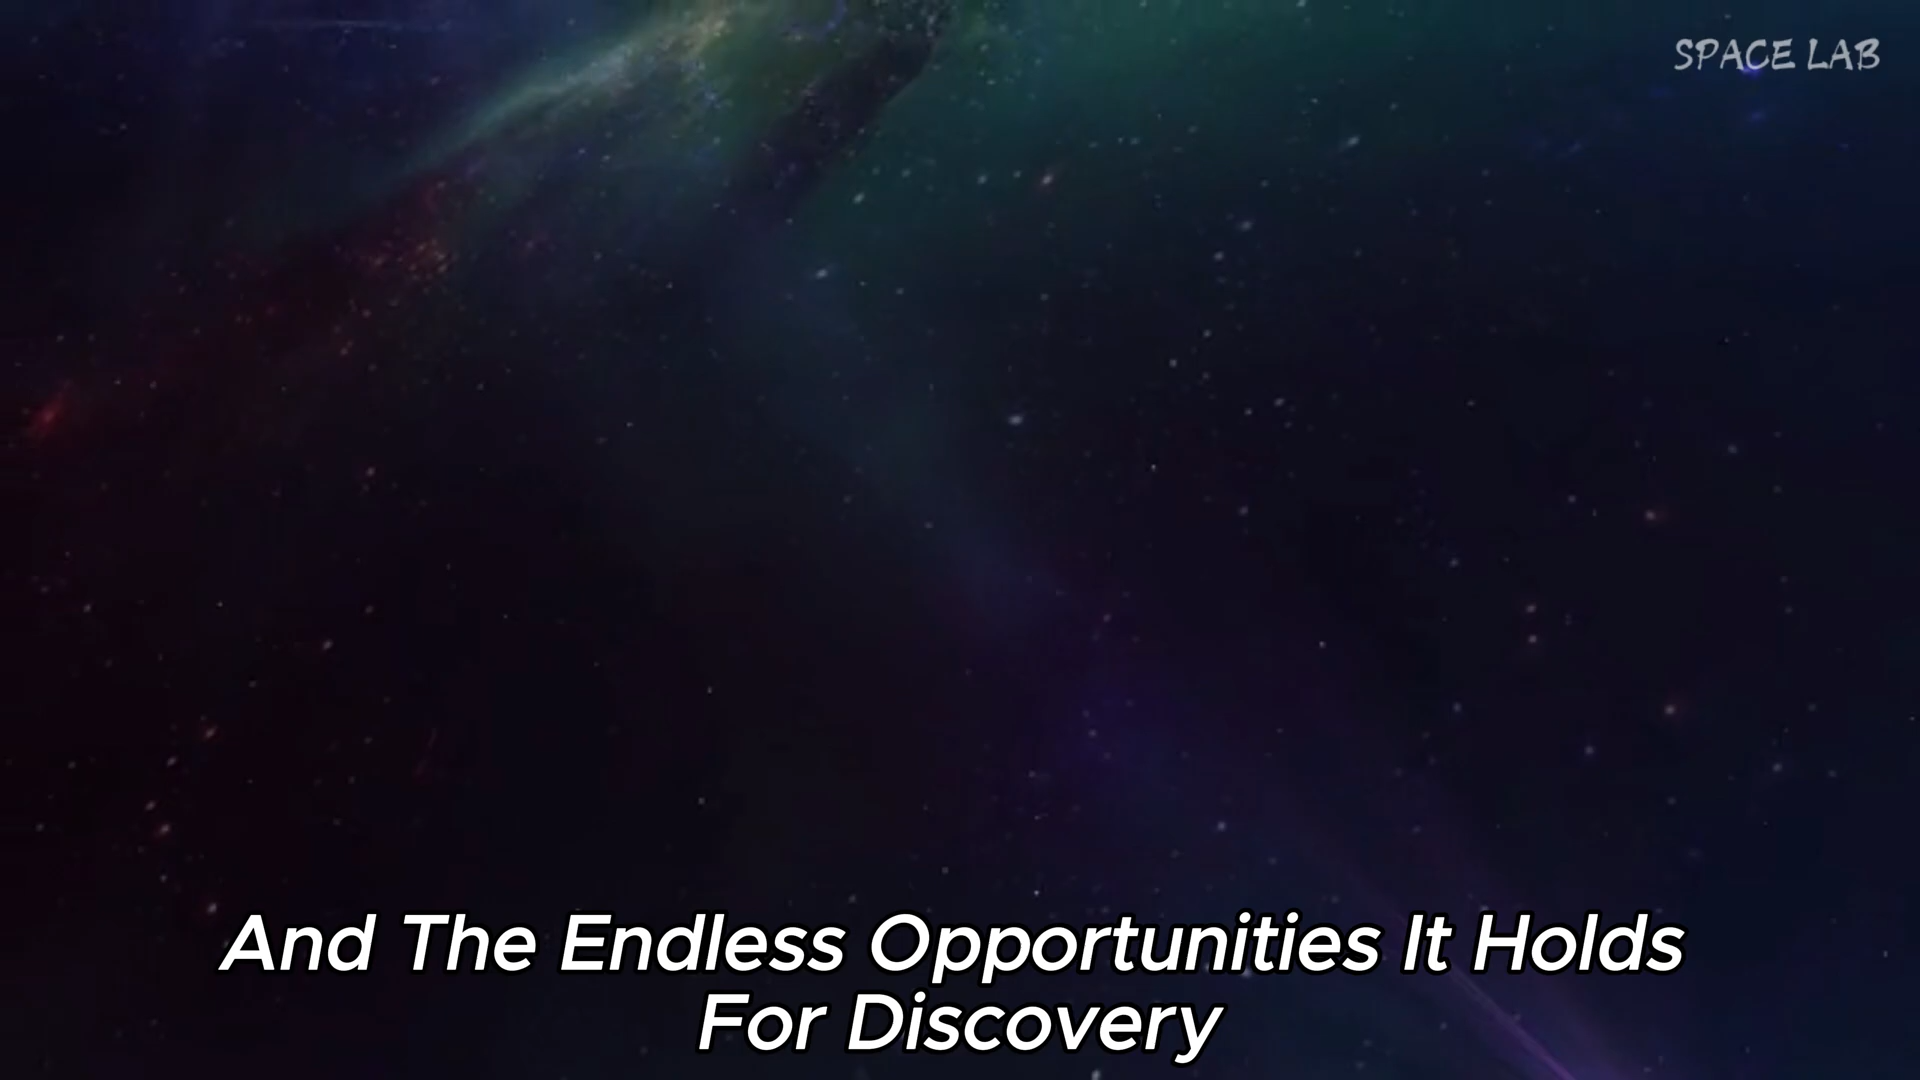 SPACE LAB
And The Endless Opportunities It Holds
For Discovery